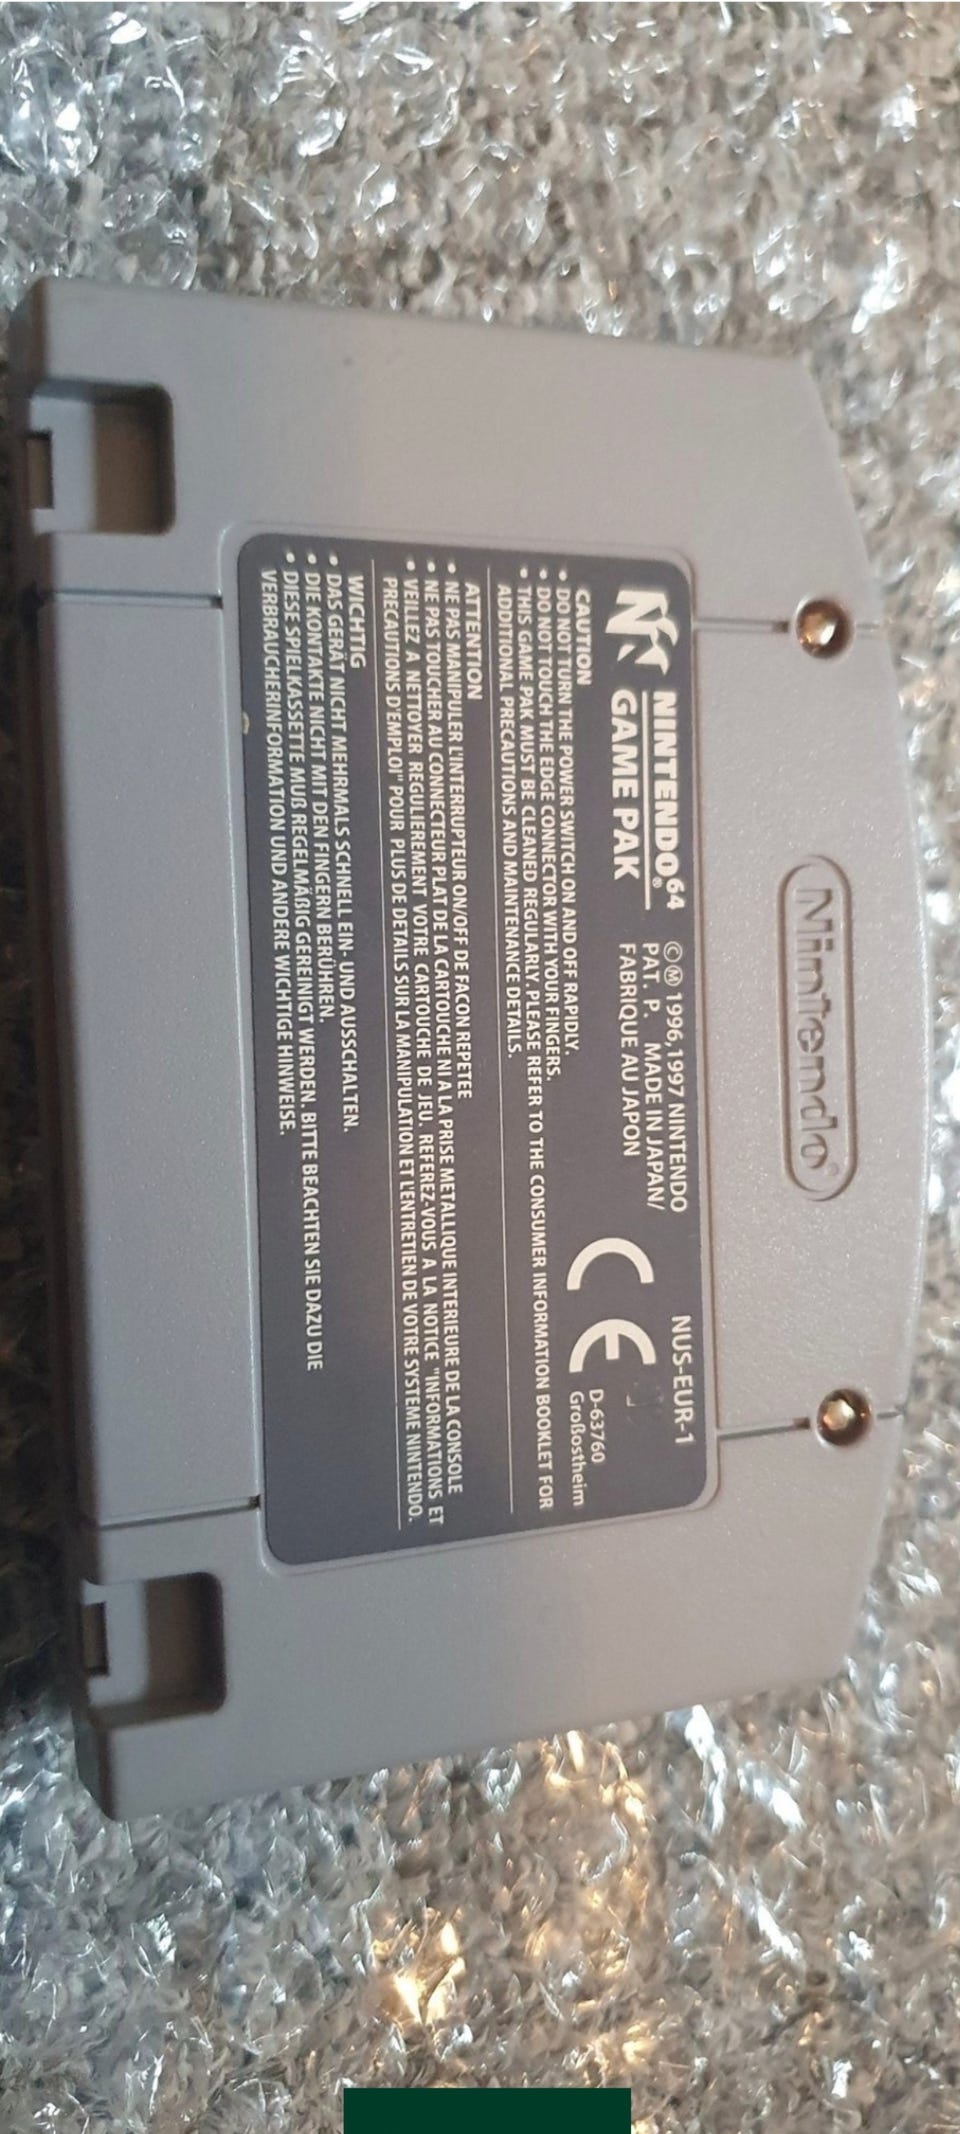 Nintendo®
NINTENDO64
GAME PAK®
©Ⓜ 1996,1997 NINTENDO
PAT. P. MADE IN JAPAN/
FABRIQUE AU JAPON
NUS-EUR-1
CE
D-63760
Großostheim
CAUTION
• DO NOT TURN THE POWER SWITCH ON AND OFF RAPIDLY.
• DO NOT TOUCH THE EDGE CONNECTOR WITH YOUR FINGERS.
• THIS GAME PAK MUST BE CLEANED REGULARLY. PLEASE REFER TO THE CONSUMER INFORMATION BOOKLET FOR
ADDITIONAL PRECAUTIONS AND MAINTENANCE DETAILS.
ATTENTION
• NE PAS MANIPULER L'INTERRUPTEUR ON/OFF DE FACON REPETEE
• NE PAS TOUCHER AU CONNECTEUR PLAT DE LA CARTOUCHE NI A LA PRISE METALLIQUE INTERIEURE DE LA CONSOLE
• VEILLEZ A NETTOYER REGULIEREMENT VOTRE CARTOUCHE DE JEU. REFEREZ-VOUS A LA NOTICE "INFORMATIONS ET
PRECAUTIONS D'EMPLOI" POUR PLUS DE DETAILS SUR LA MANIPULATION ET L'ENTRETIEN DE VOTRE SYSTEME NINTENDO.
WICHTIG
• DAS GERÄT NICHT MEHRMALS SCHNELL EIN- UND AUSSCHALTEN.
• DIE KONTAKTE NICHT MIT DEN FINGERN BERÜHREN.
• DIESE SPIELKASSETTE MUß REGELMÄßIG GEREINIGT WERDEN. BITTE BEACHTEN SIE DAZU DIE
VERBRAUCHERINFORMATION UND ANDERE WICHTIGE HINWEISE.